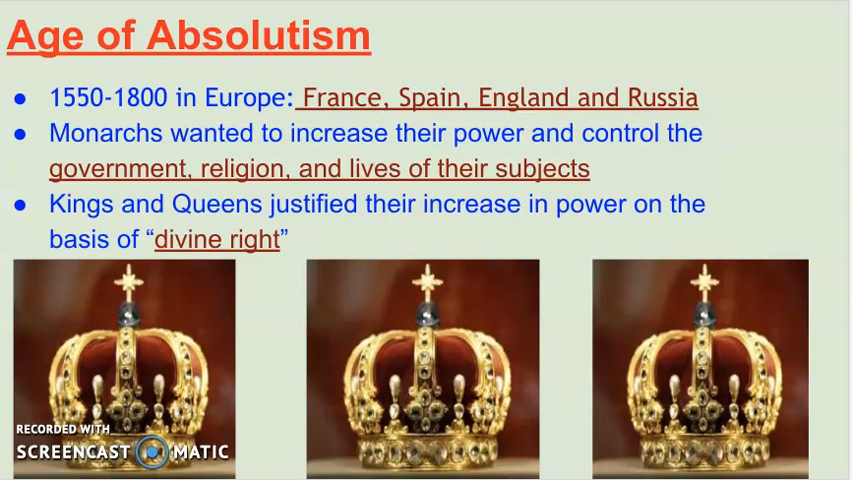 Age of Absolutism
● 1550-1800 in Europe: France, Spain, England and Russia
● Monarchs wanted to increase their power and control the
government, religion, and lives of their subjects
● Kings and Queens justified their increase in power on the
basis of “divine right”
RECORDED WITH
SCREENCAST MATIC